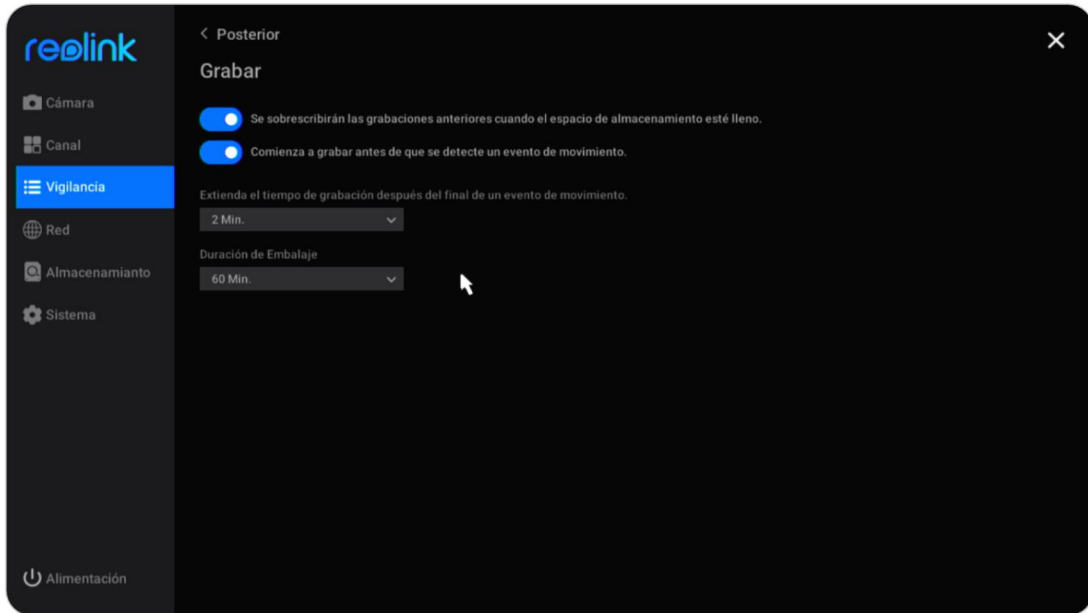 reolink
Cámara
Canal
Vigilancia
Red
Almacenamianto
Sistema
Alimentación
< Posterior
Grabar
Se sobrescribirán las grabaciones anteriores cuando el espacio de almacenamiento esté lleno.
Comienza a grabar antes de que se detecte un evento de movimiento.
Extienda el tiempo de grabación después del final de un evento de movimiento.
2 Min.
Duración de Embalaje
60 Min.